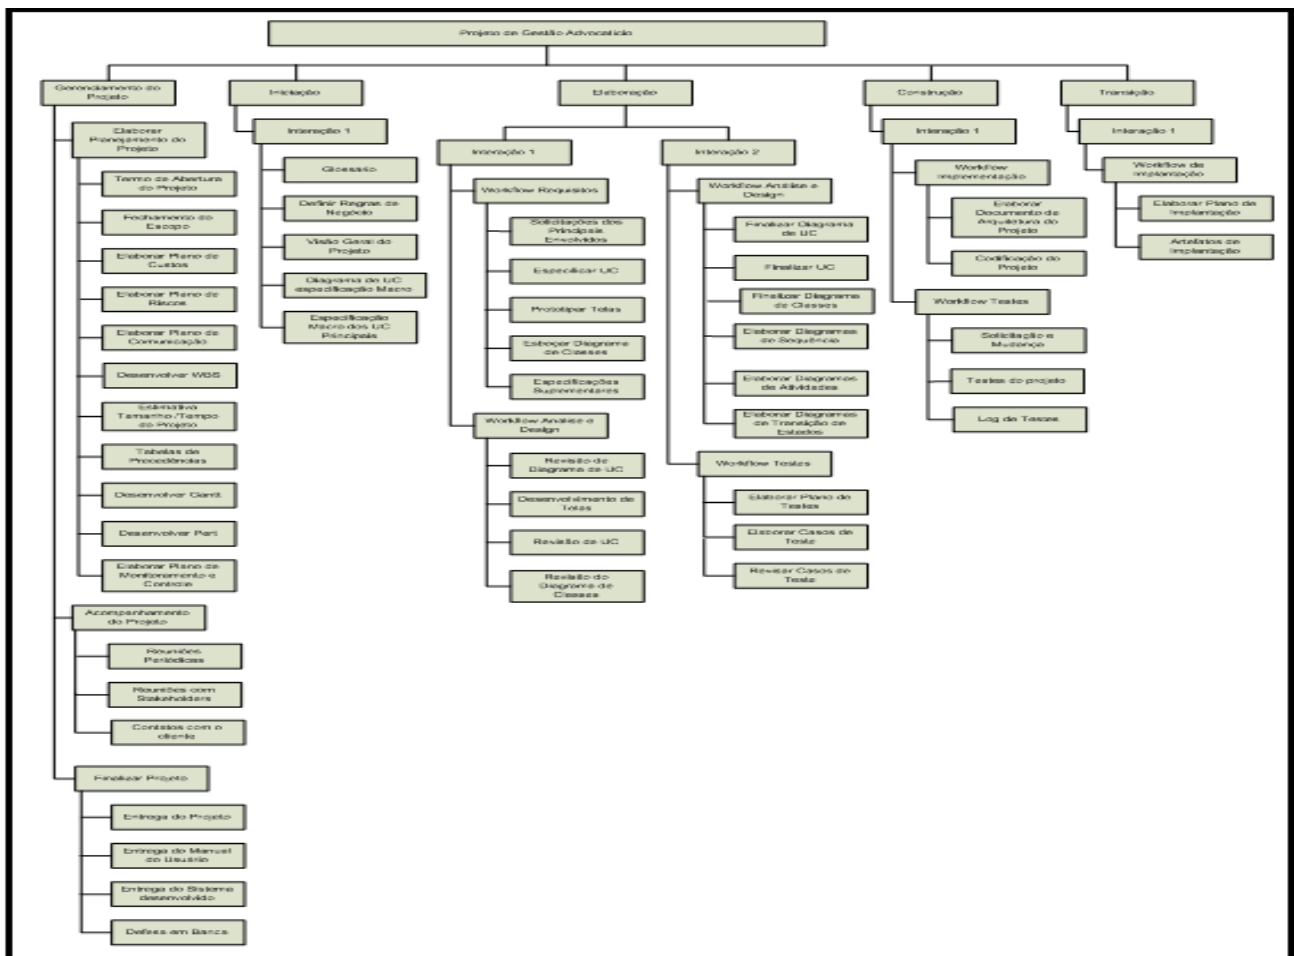 Projeto de Gestão Advocatício
Gerenciamento do
Projeto
Elaborar
Planejamento do
Projeto
Termo de Abertura
do Projeto
Fechamento do
Escopo
Elaborar Plano de
Custos
Elaborar Plano de
Riscos
Elaborar Plano de
Comunicação
Desenvolver WBS
Estimativa
Tamanho/Tempo
do Projeto
Tabelas de
Precedências
Desenvolver Gantt
Desenvolver Pert
Elaborar Plano de
Monitoramento e
Controle
Acompanhamento
do Projeto
Reuniões
Periódicas
Reuniões com
Stakeholders
Contatos com o
cliente
Finalizar Projeto
Entrega do Projeto
Entrega do Manual
do Usuário
Entrega do Sistema
desenvolvido
Defesa em Banca
Iniciação
Interação 1
Glossário
Definir Regras de
Negócio
Visão Geral do
Projeto
Diagrama de UC
especificação Macro
Especificação
Macro dos UC
Principais
Elaboração
Interação 1
Workflow Requisitos
Solicitações dos
Principais
Envolvidos
Especificar UC
Prototipar Telas
Esboçar Diagrama
de Classes
Especificações
Suplementares
Workflow Análise e
Design
Revisão de
Diagrama de UC
Desenvolvimento de
Telas
Revisão de UC
Revisão do
Diagrama de
Classes
Interação 2
Workflow Análise e
Design
Finalizar Diagrama
de UC
Finalizar UC
Finalizar Diagrama
de Classes
Elaborar Diagramas
de Sequência
Elaborar Diagramas
de Atividades
Elaborar Diagramas
de Transição de
Estados
Workflow Testes
Elaborar Plano de
Testes
Elaborar Casos de
Teste
Revisar Casos de
Teste
Construção
Interação 1
Workflow
Implementação
Elaborar
Documento de
Arquitetura do
Projeto
Codificação do
Projeto
Workflow Testes
Solicitação e
Mudança
Testes do projeto
Log de Testes
Transição
Interação 1
Workflow de
Implantação
Elaborar Plano de
Implantação
Artefatos de
Implantação